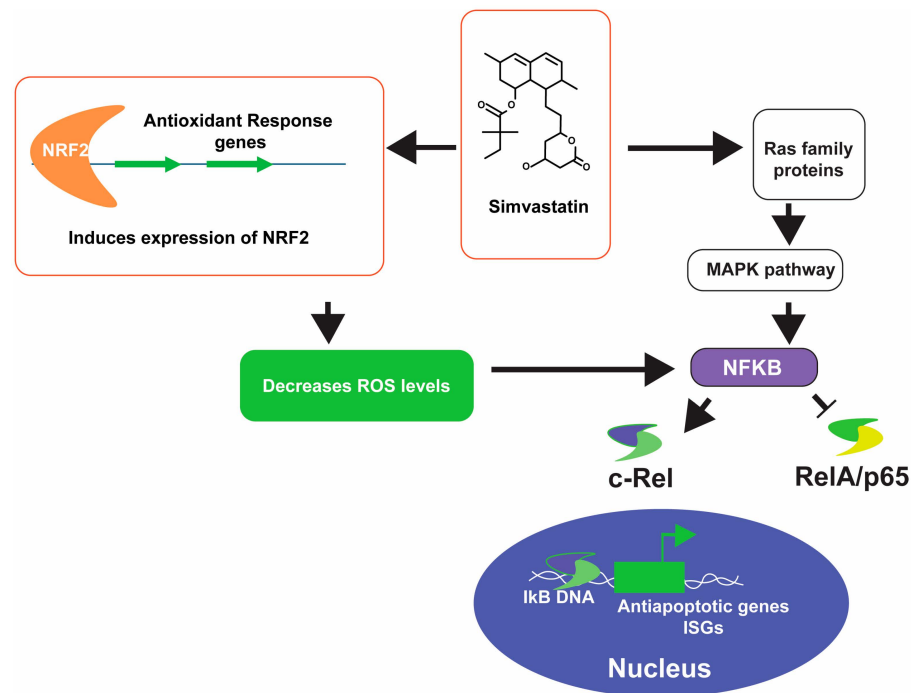 Antioxidant Response
genes
NRF2
Induces expression of NRF2
O
O
O
O
O
Simvastatin
Ras family
proteins
MAPK pathway
Decreases ROS levels
NFKB
c-Rel
RelA/p65
IkB DNA
Antiapoptotic genes
ISGs
Nucleus